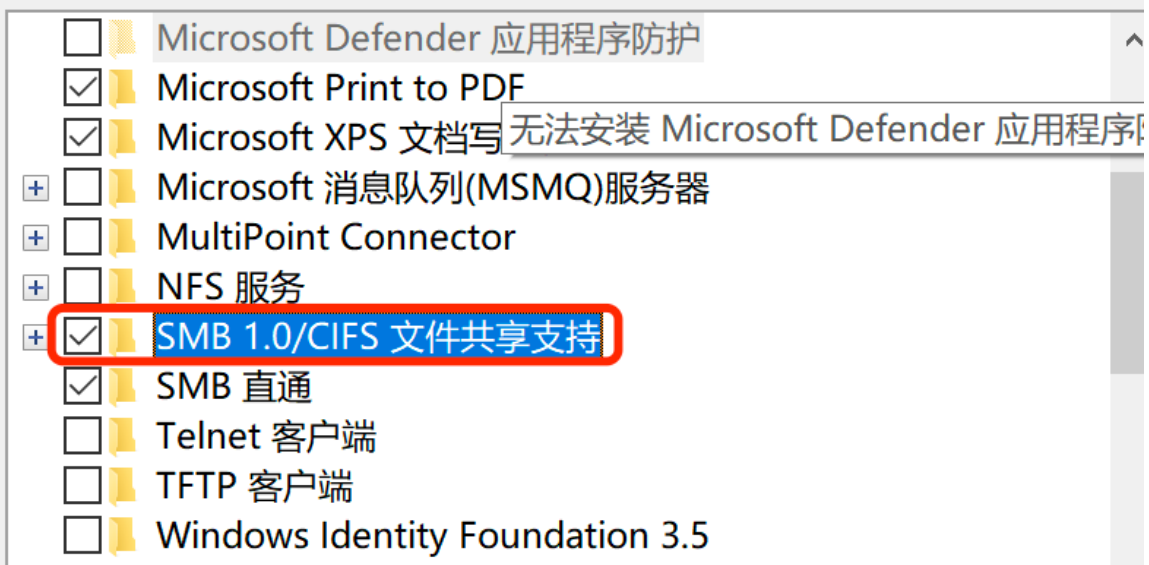 Microsoft Defender 应用程序防护
Microsoft Print to PDF
Microsoft XPS 文档写
无法安装 Microsoft Defender 应用程序
Microsoft 消息队列(MSMQ)服务器
MultiPoint Connector
NFS 服务
SMB 1.0/CIFS 文件共享支持
SMB 直通
Telnet 客户端
TFTP 客户端
Windows Identity Foundation 3.5